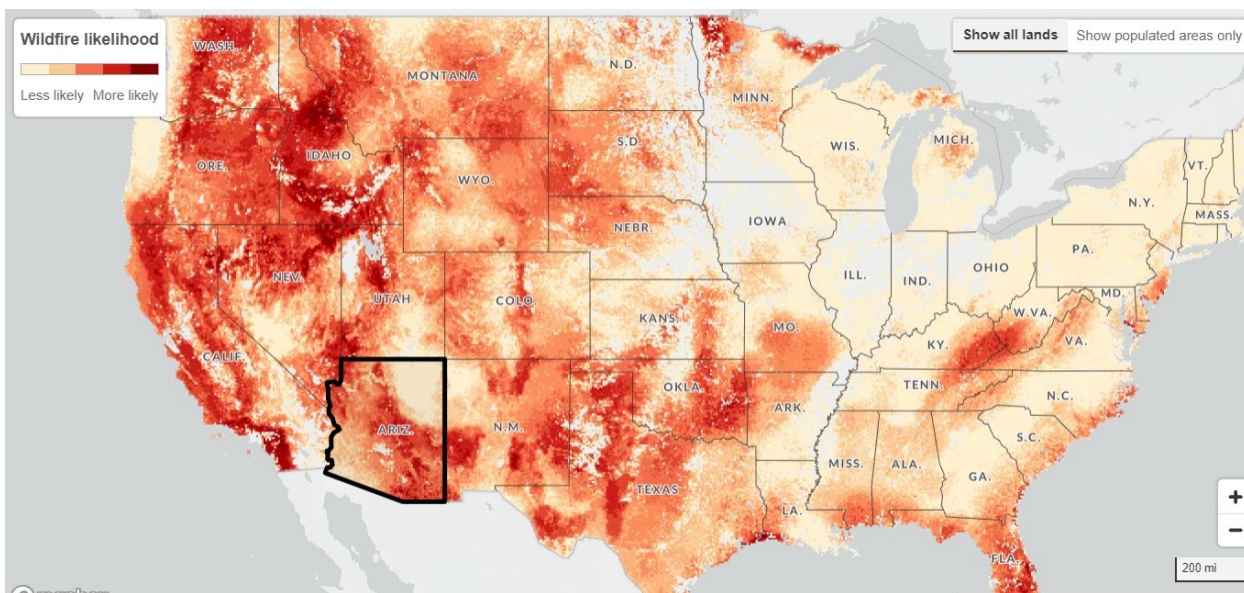 Wildfire likelihood
Less likely More likely
Show all lands Show populated areas only
WASH.
MONTANA
N.D.
MINN.
ORE.
IDAHO
S.D.
WIS.
MICH.
VT.
WYO.
N.Y.
MASS.
NEBR.
IOWA
PA.
NEV.
UTAH
COLO.
ILL.
IND.
OHIO
MD.
KANS.
MO.
W.VA.
KY.
VA.
CALIF.
OKLA.
TENN.
N.C.
ARIZ.
N.M.
ARK.
S.C.
MISS.
ALA.
GA.
TEXAS
LA.
FLA.
+
−
200 mi